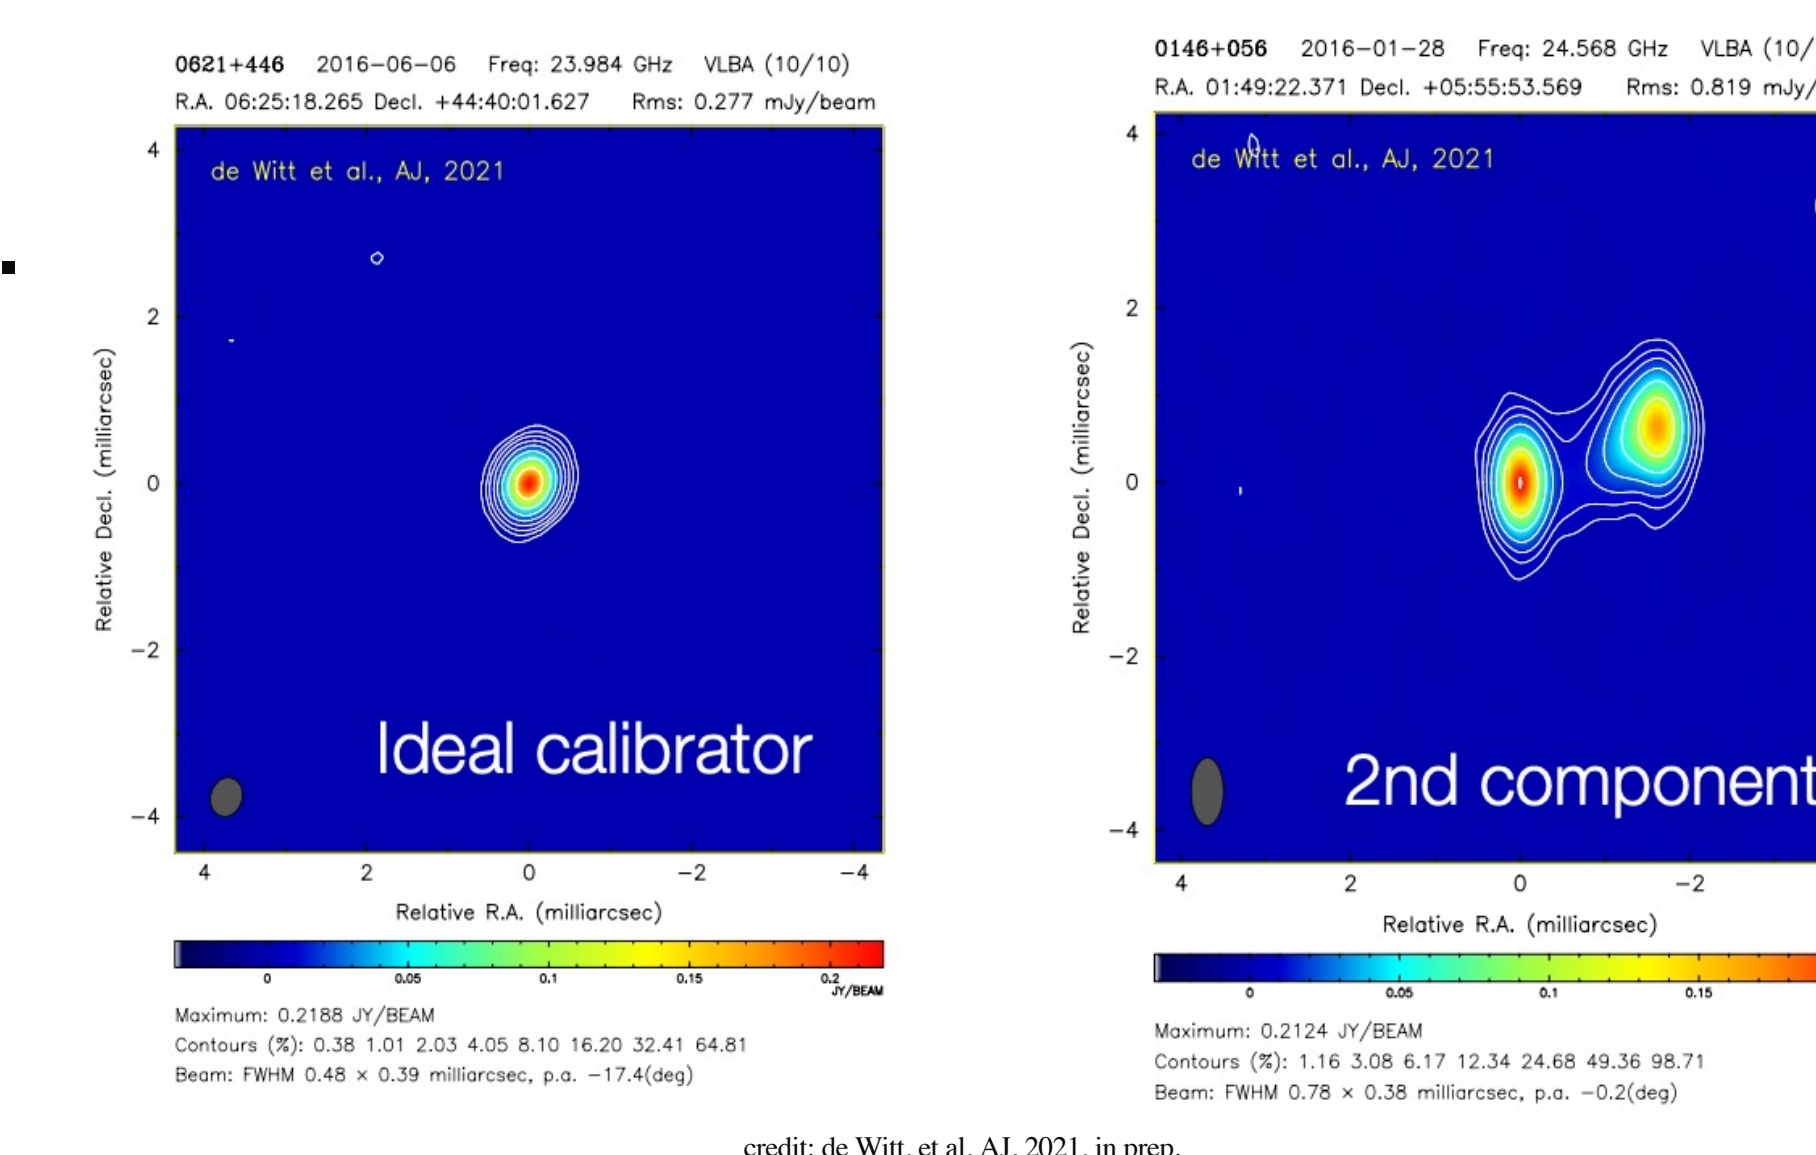 0621+446 2016-06-06 Freq: 23.984 GHz VLBA (10/10)
R.A. 06:25:18.265 Decl. +44:40:01.627 Rms: 0.277 mJy/beam
de Witt et al., AJ, 2021
4
2
0
-2
-4
Relative Decl. (milliarcsec)
Ideal calibrator
4 2 0 -2 -4
Relative R.A. (milliarcsec)
0 0.05 0.1 0.15 0.2
JY/BEAM
Maximum: 0.2188 JY/BEAM
Contours (%): 0.38 1.01 2.03 4.05 8.10 16.20 32.41 64.81
Beam: FWHM 0.48 × 0.39 milliarcsec, p.a. -17.4(deg)
0146+056 2016-01-28 Freq: 24.568 GHz VLBA (10/
R.A. 01:49:22.371 Decl. +05:55:53.569 Rms: 0.819 mJy/
de Witt et al., AJ, 2021
4
2
0
-2
-4
Relative Decl. (milliarcsec)
2nd component
4 2 0 -2
Relative R.A. (milliarcsec)
0 0.05 0.1 0.15
Maximum: 0.2124 JY/BEAM
Contours (%): 1.16 3.08 6.17 12.34 24.68 49.36 98.71
Beam: FWHM 0.78 × 0.38 milliarcsec, p.a. -0.2(deg)
credit: de Witt, et al. AJ, 2021, in prep.